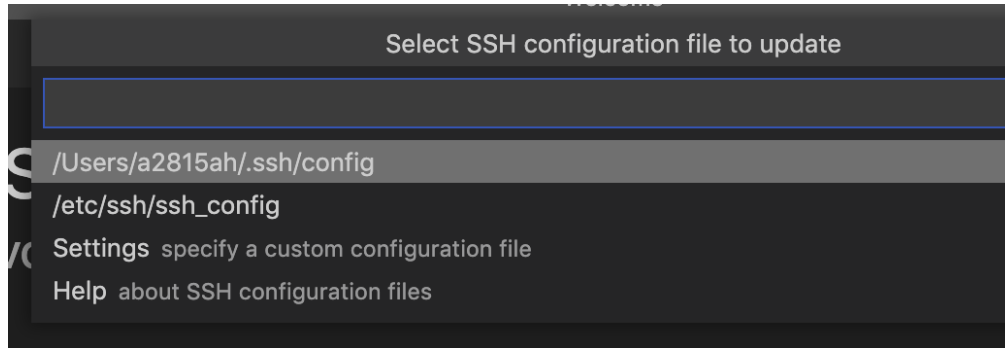 Select SSH configuration file to update
/Users/a2815ah/.ssh/config
/etc/ssh/ssh_config
Settings specify a custom configuration file
Help about SSH configuration files